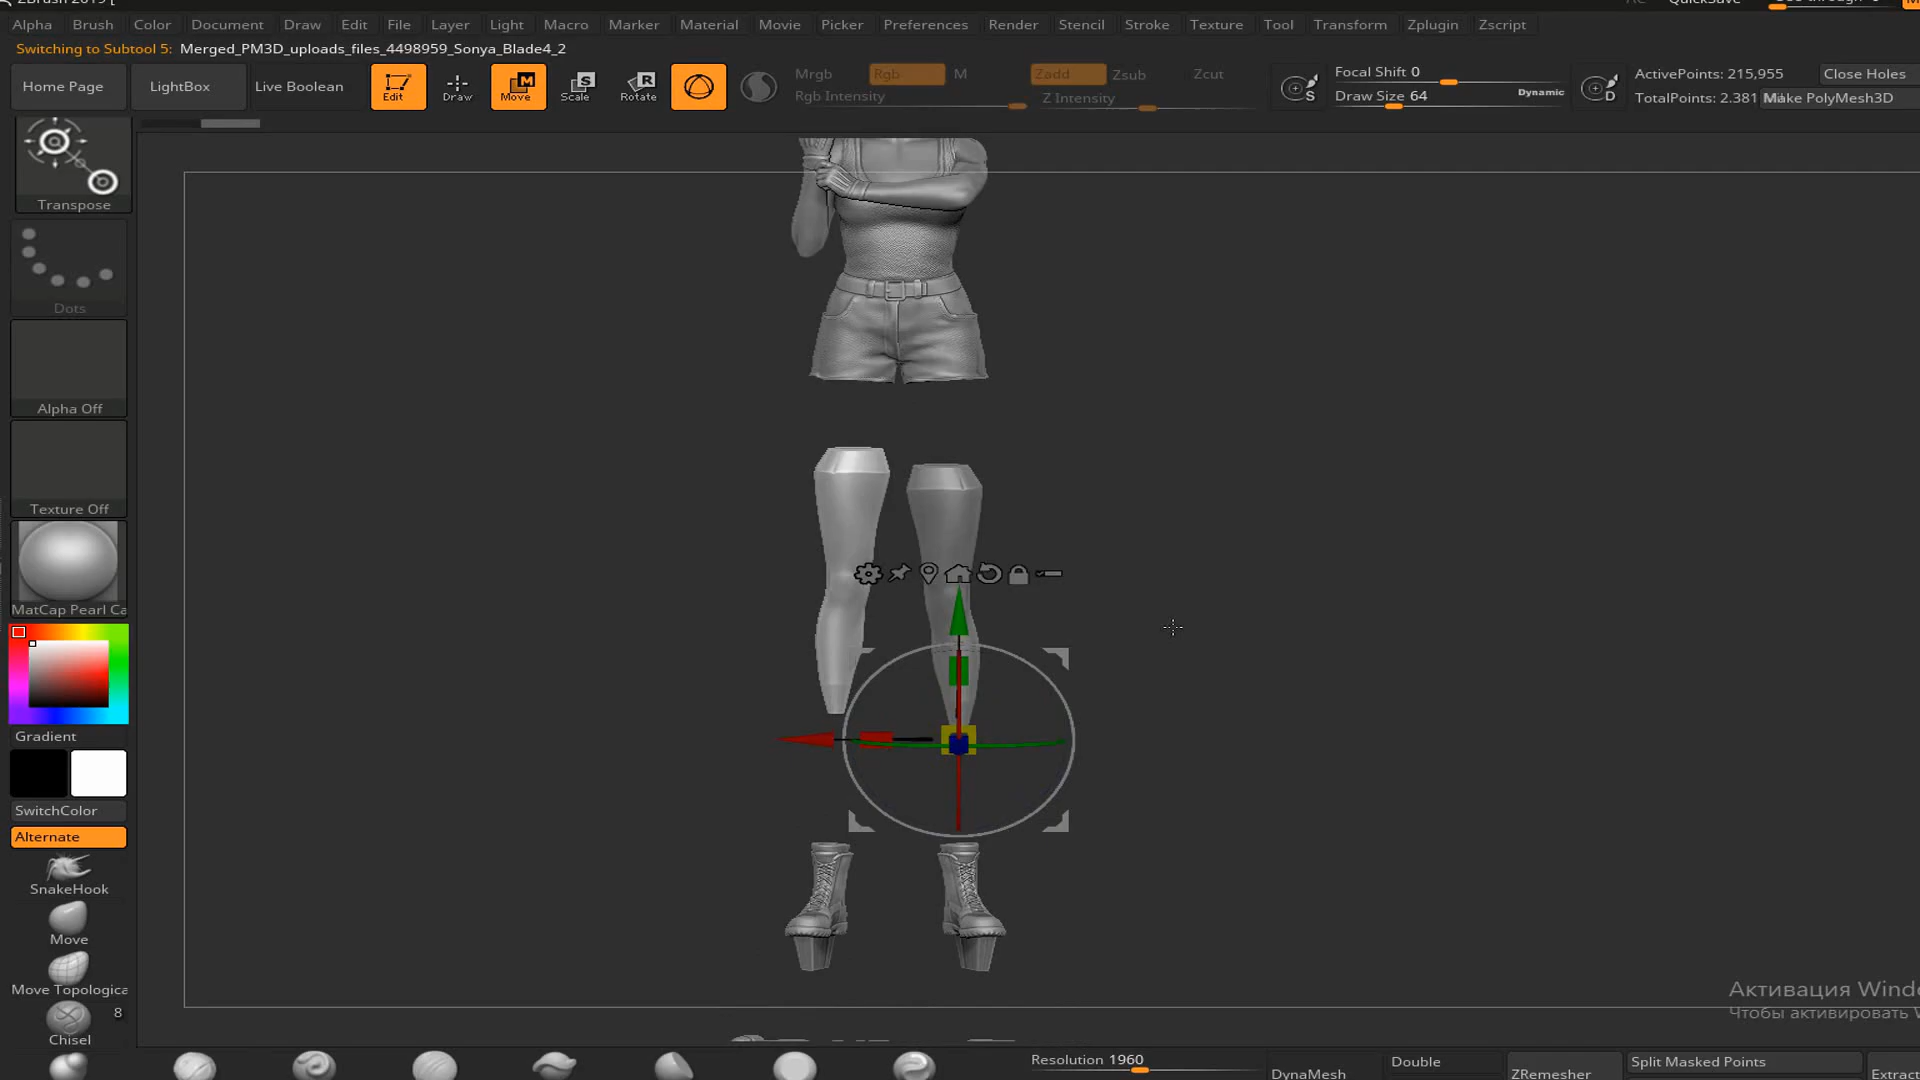 ZBrush 2019 [
QuickSave
Alpha Brush Color Document Draw Edit File Layer Light Macro Marker Material Movie Picker Preferences Render Stencil Stroke Texture Tool Transform Zplugin Zscript
Switching to Subtool 5: Merged_PM3D_uploads_files_4498959_Sonya_Blade4_2
Home Page LightBox Live Boolean Edit Draw Move Scale Rotate
Mrgb Rgb M Zadd Zsub Zcut
Rgb Intensity Z Intensity
Focal Shift 0
Draw Size 64 Dynamic
S D
ActivePoints: 215,955 Close Holes
TotalPoints: 2.381 Make PolyMesh3D
Transpose
Dots
Alpha Off
Texture Off
MatCap Pearl Ca
Gradient
SwitchColor
Alternate
SnakeHook
Move
Move Topologica
8
Chisel
Активация Windo
Чтобы активировать W
Resolution 1960 DynaMesh Double ZRemesher Split Masked Points Extract